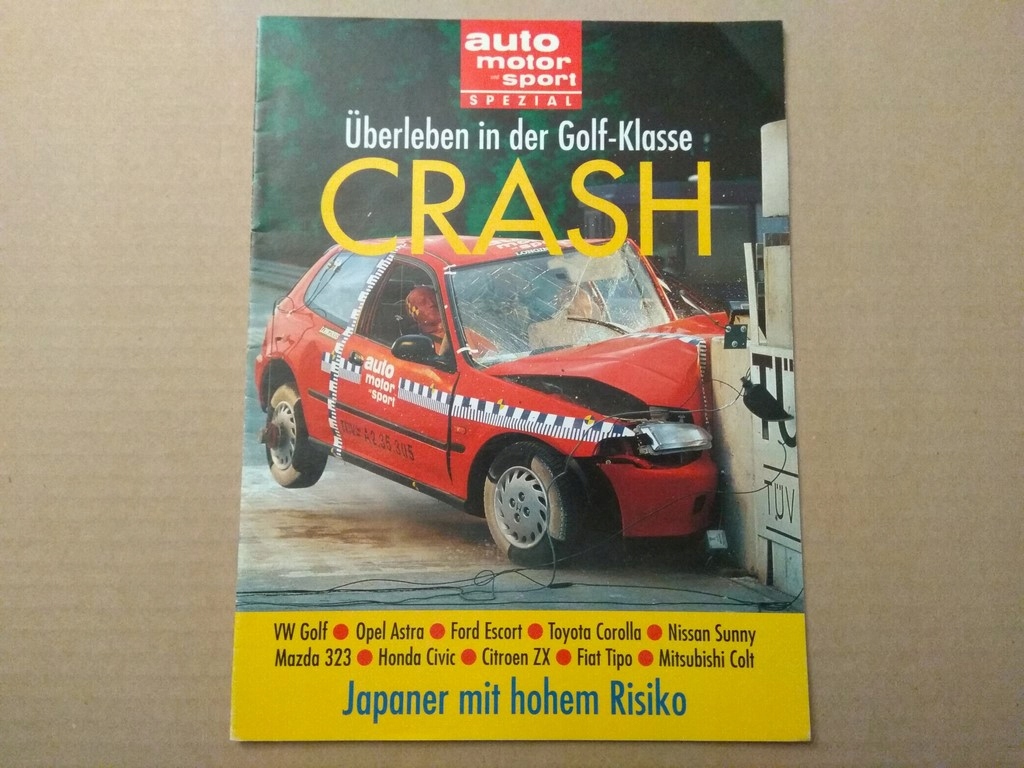 auto
motor
und sport
SPEZIAL
Überleben in der Golf-Klasse
CRASH
auto
motor
sport
TÜV
VW Golf ● Opel Astra ● Ford Escort ● Toyota Corolla ● Nissan Sunny
Mazda 323 ● Honda Civic ● Citroen ZX ● Fiat Tipo ● Mitsubishi Colt
Japaner mit hohem Risiko